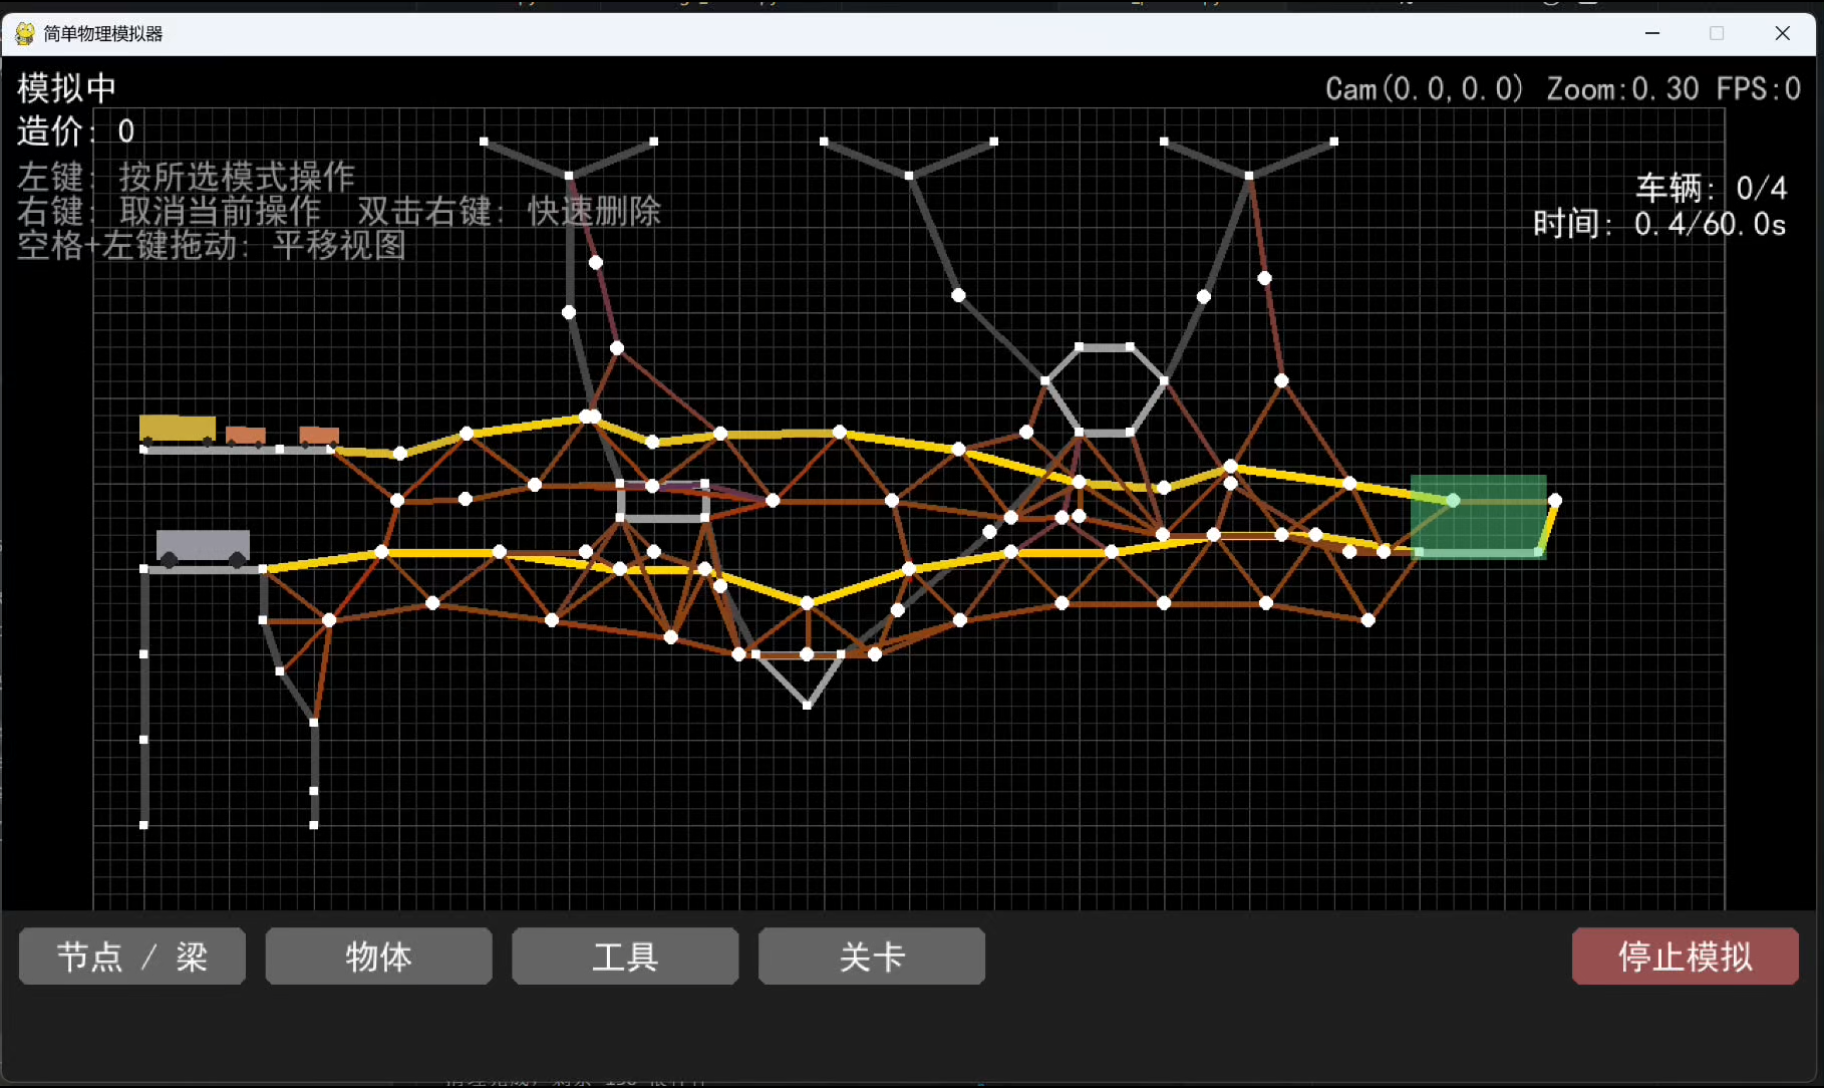 简单物理模拟器
模拟中
Cam(0.0,0.0) Zoom:0.30 FPS:0
造价: 0
左键: 按所选模式操作
右键: 取消当前操作 双击右键: 快速删除
空格+左键拖动: 平移视图
车辆: 0/4
时间: 0.4/60.0s
节点 / 梁
物体
工具
关卡
停止模拟